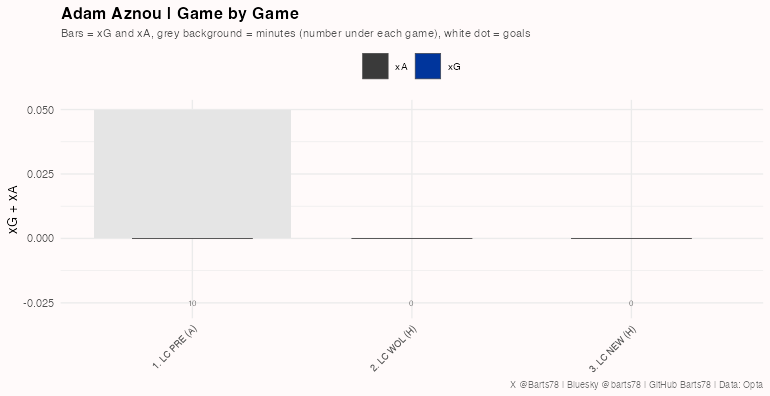 Adam Aznou | Game by Game
Bars = xG and xA, grey background = minutes (number under each game), white dot = goals
xA xG
xG + xA
0.050
0.025
0.000
-0.025
10 0 0
1. LC PRE (A) 2. LC WOL (H) 3. LC NEW (H)
X @Barts78 | Bluesky @barts78 | GitHub Barts78 | Data: Opta